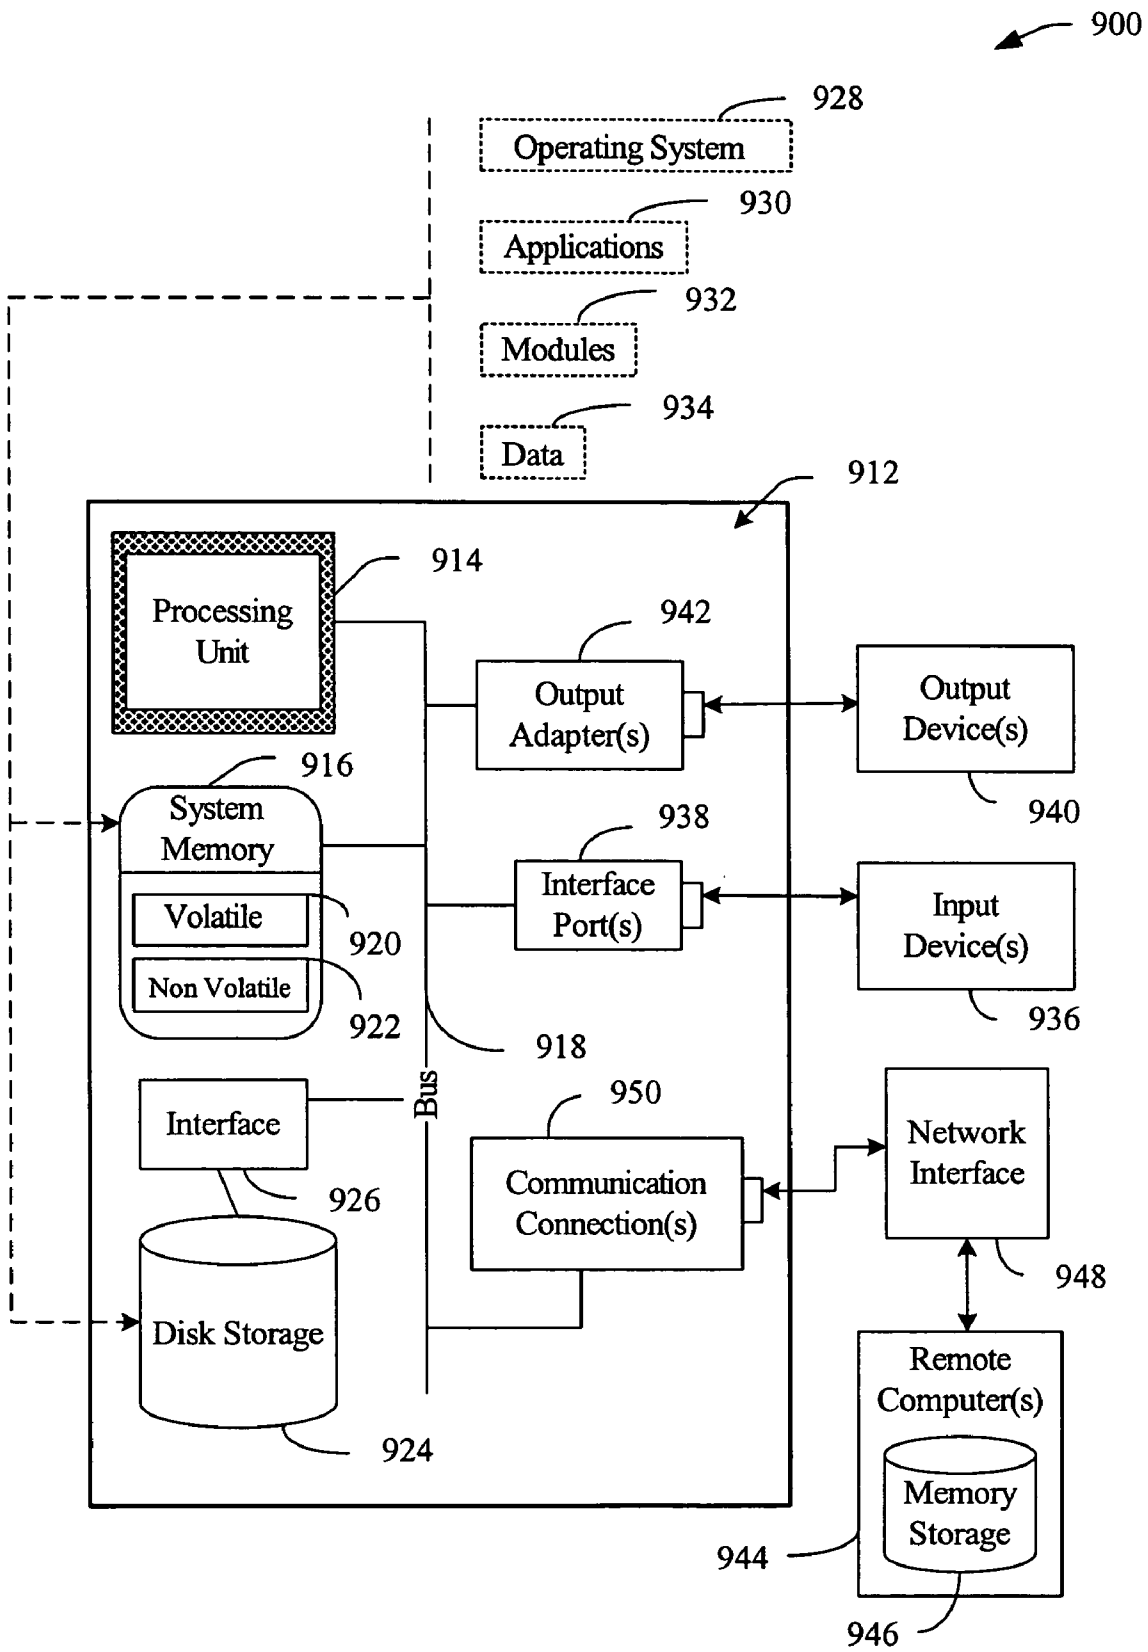 900
928
Operating System
930
Applications
932
Modules
934
Data
912
914
Processing
Unit
942
Output
Adapter(s)
Output
Device(s)
940
916
System
Memory
938
Interface
Port(s)
Input
Device(s)
936
Volatile
920
Non Volatile
922
918
Bus
950
Interface
926
Communication
Connection(s)
Network
Interface
948
Disk Storage
924
Remote
Computer(s)
Memory
Storage
944
946